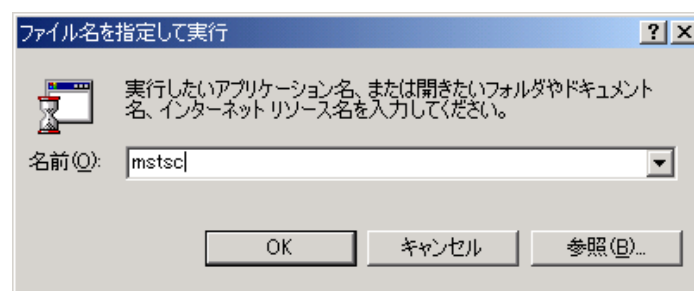 ファイル名を指定して実行
実行したいアプリケーション名、または開きたいフォルダやドキュメント
名、インターネット リソース名を入力してください。
名前(O): mstsc
OK キャンセル 参照(B)...